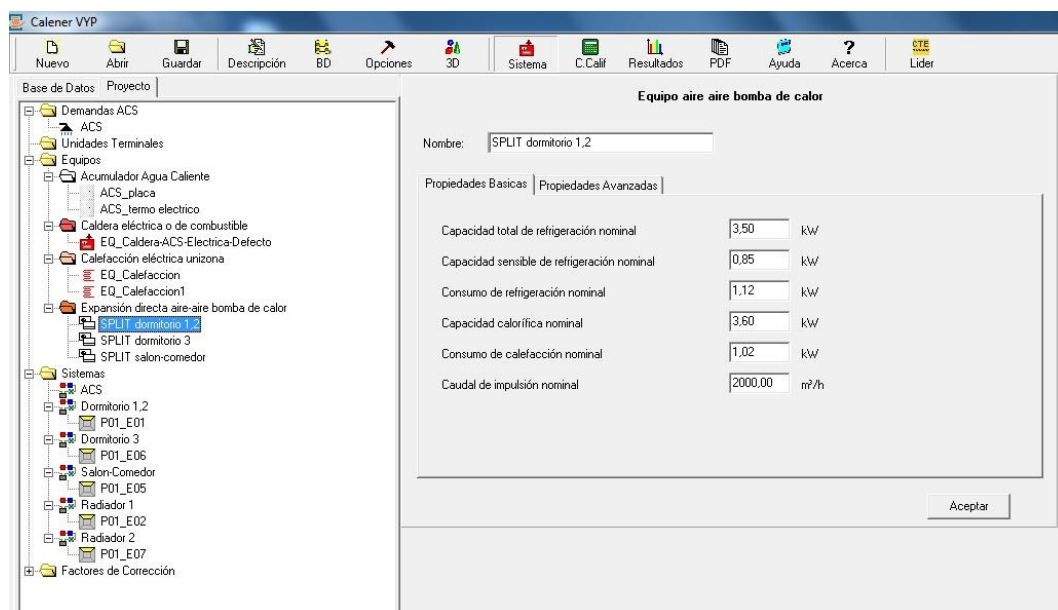 Calener VYP
Nuevo Abrir Guardar Descripción BD Opciones 3D Sistema C.Calif Resultados PDF Ayuda Acerca CTE Lider
Base de Datos Proyecto
Demandas ACS
ACS
Unidades Terminales
Equipos
Acumulador Agua Caliente
ACS_placa
ACS_termo electrico
Caldera eléctrica o de combustible
EQ_Caldera-ACS-Electrica-Defecto
Calefacción eléctrica unizona
EQ_Calefaccion
EQ_Calefaccion1
Expansión directa aire-aire bomba de calor
SPLIT dormitorio 1,2
SPLIT dormitorio 3
SPLIT salon-comedor
Sistemas
ACS
Dormitorio 1,2
P01_E01
Dormitorio 3
P01_E06
Salon-Comedor
P01_E05
Radiador 1
P01_E02
Radiador 2
P01_E07
Factores de Corrección
Equipo aire aire bomba de calor
Nombre: SPLIT dormitorio 1,2
Propiedades Basicas Propiedades Avanzadas
Capacidad total de refrigeración nominal 3,50 kW
Capacidad sensible de refrigeración nominal 0,85 kW
Consumo de refrigeración nominal 1,12 kW
Capacidad calorífica nominal 3,60 kW
Consumo de calefacción nominal 1,02 kW
Caudal de impulsión nominal 2000,00 m³/h
Aceptar